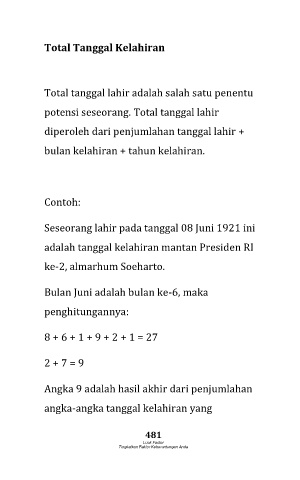 Total Tanggal Kelahiran
Total tanggal lahir adalah salah satu penentu
potensi seseorang. Total tanggal lahir
diperoleh dari penjumlahan tanggal lahir +
bulan kelahiran + tahun kelahiran.
Contoh:
Seseorang lahir pada tanggal 08 Juni 1921 ini
adalah tanggal kelahiran mantan Presiden RI
ke-2, almarhum Soeharto.
Bulan Juni adalah bulan ke-6, maka
penghitungannya:
8 + 6 + 1 + 9 + 2 + 1 = 27
2 + 7 = 9
Angka 9 adalah hasil akhir dari penjumlahan
angka-angka tanggal kelahiran yang
481
Luck Factor
Tingkatkan Faktor Keberuntungan Anda